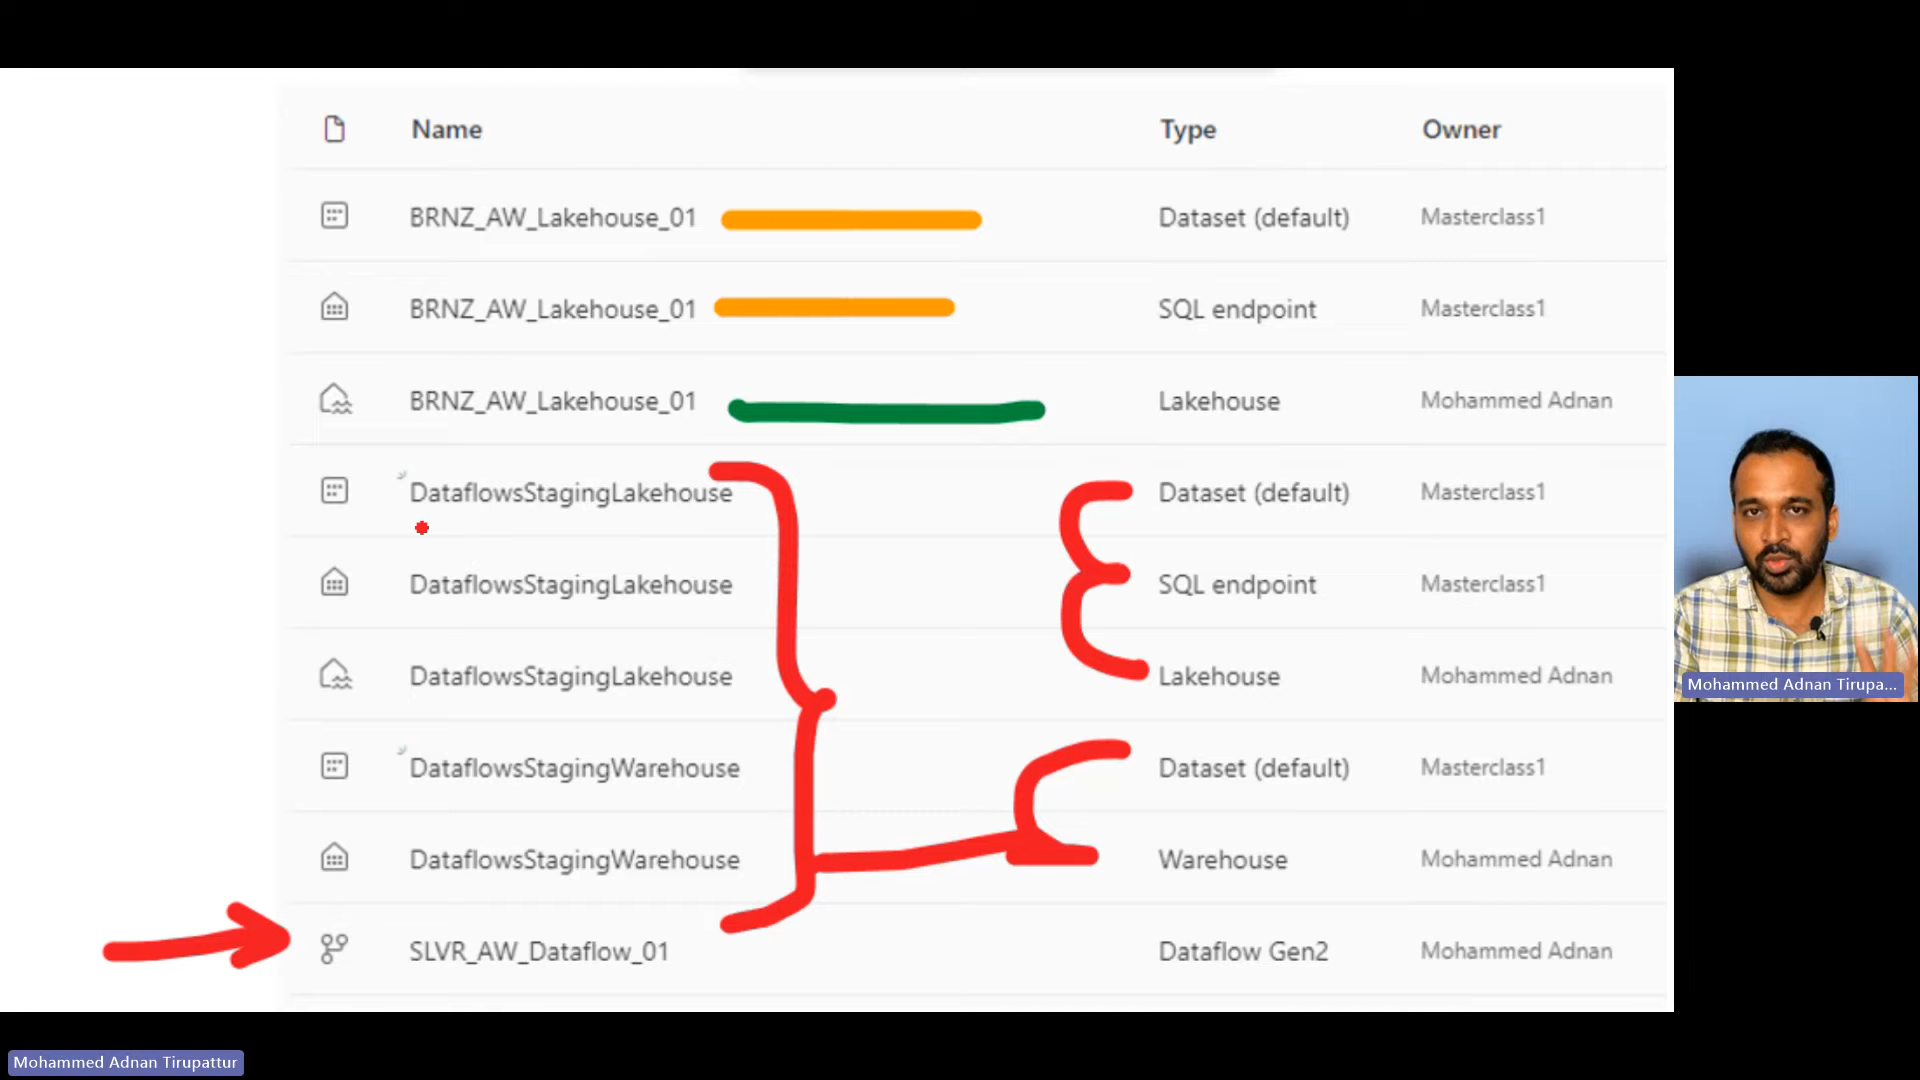 Name Type Owner
BRNZ_AW_Lakehouse_01 Dataset (default) Masterclass1
BRNZ_AW_Lakehouse_01 SQL endpoint Masterclass1
BRNZ_AW_Lakehouse_01 Lakehouse Mohammed Adnan
DataflowsStagingLakehouse Dataset (default) Masterclass1
DataflowsStagingLakehouse SQL endpoint Masterclass1
DataflowsStagingLakehouse Lakehouse Mohammed Adnan
DataflowsStagingWarehouse Dataset (default) Masterclass1
DataflowsStagingWarehouse Warehouse Mohammed Adnan
SLVR_AW_Dataflow_01 Dataflow Gen2 Mohammed Adnan
Mohammed Adnan Tirupa...
Mohammed Adnan Tirupattur